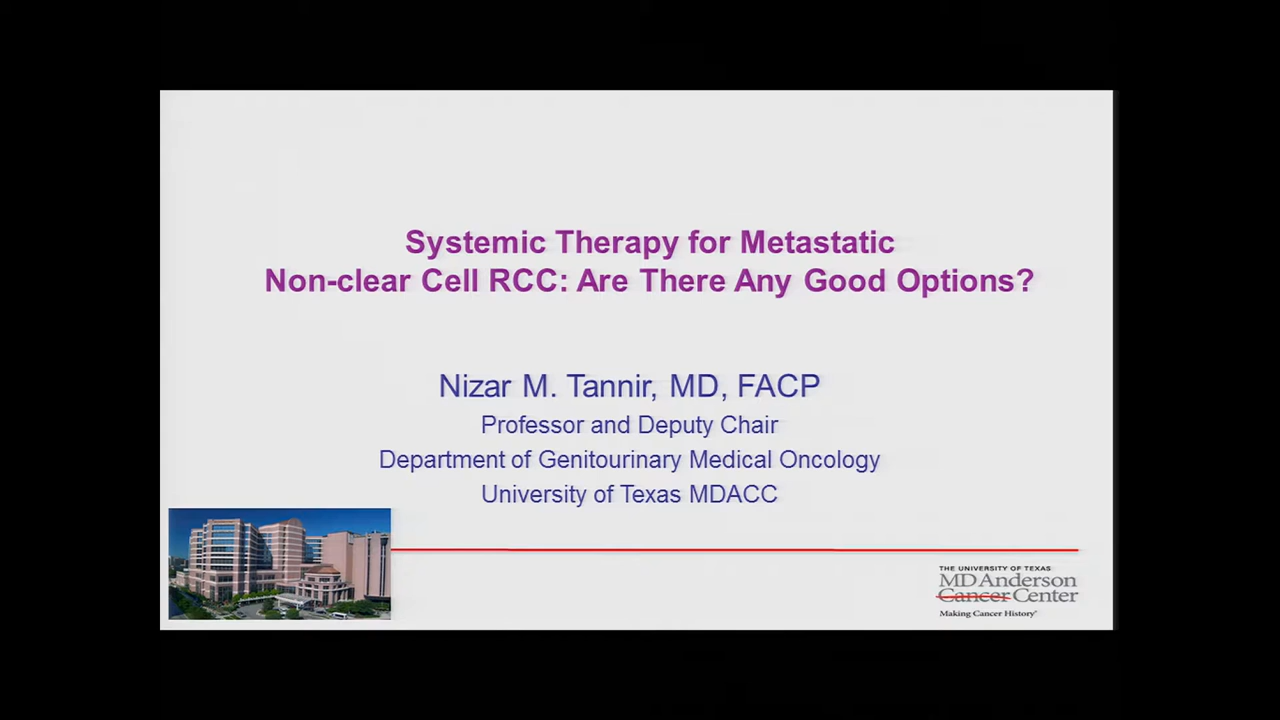 Systemic Therapy for Metastatic
Non-clear Cell RCC: Are There Any Good Options?
Nizar M. Tannir, MD, FACP
Professor and Deputy Chair
Department of Genitourinary Medical Oncology
University of Texas MDACC
THE UNIVERSITY OF TEXAS
MD Anderson
Cancer Center
Making Cancer History®